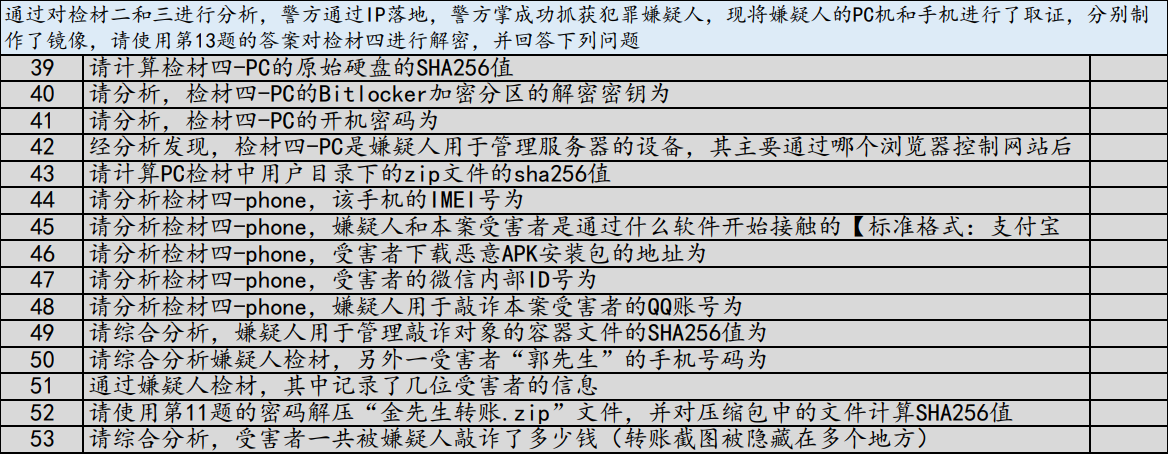 通过对检材二和三进行分析，警方通过IP落地，警方掌成功抓获犯罪嫌疑人，现将嫌疑人的PC机和手机进行了取证，分别制
作了镜像，请使用第13题的答案对检材四进行解密，并回答下列问题
39 请计算检材四-PC的原始硬盘的SHA256值
40 请分析，检材四-PC的Bitlocker加密分区的解密密钥为
41 请分析，检材四-PC的开机密码为
42 经分析发现，检材四-PC是嫌疑人用于管理服务器的设备，其主要通过哪个浏览器控制网站后
43 请计算PC检材中用户目录下的zip文件的sha256值
44 请分析检材四-phone，该手机的IMEI号为
45 请分析检材四-phone，嫌疑人和本案受害者是通过什么软件开始接触的【标准格式：支付宝
46 请分析检材四-phone，受害者下载恶意APK安装包的地址为
47 请分析检材四-phone，受害者的微信内部ID号为
48 请分析检材四-phone，嫌疑人用于敲诈本案受害者的QQ账号为
49 请综合分析，嫌疑人用于管理敲诈对象的容器文件的SHA256值为
50 请综合分析嫌疑人检材，另外一受害者“郭先生”的手机号码为
51 通过嫌疑人检材，其中记录了几位受害者的信息
52 请使用第11题的密码解压“金先生转账.zip”文件，并对压缩包中的文件计算SHA256值
53 请综合分析，受害者一共被嫌疑人敲诈了多少钱（转账截图被隐藏在多个地方）